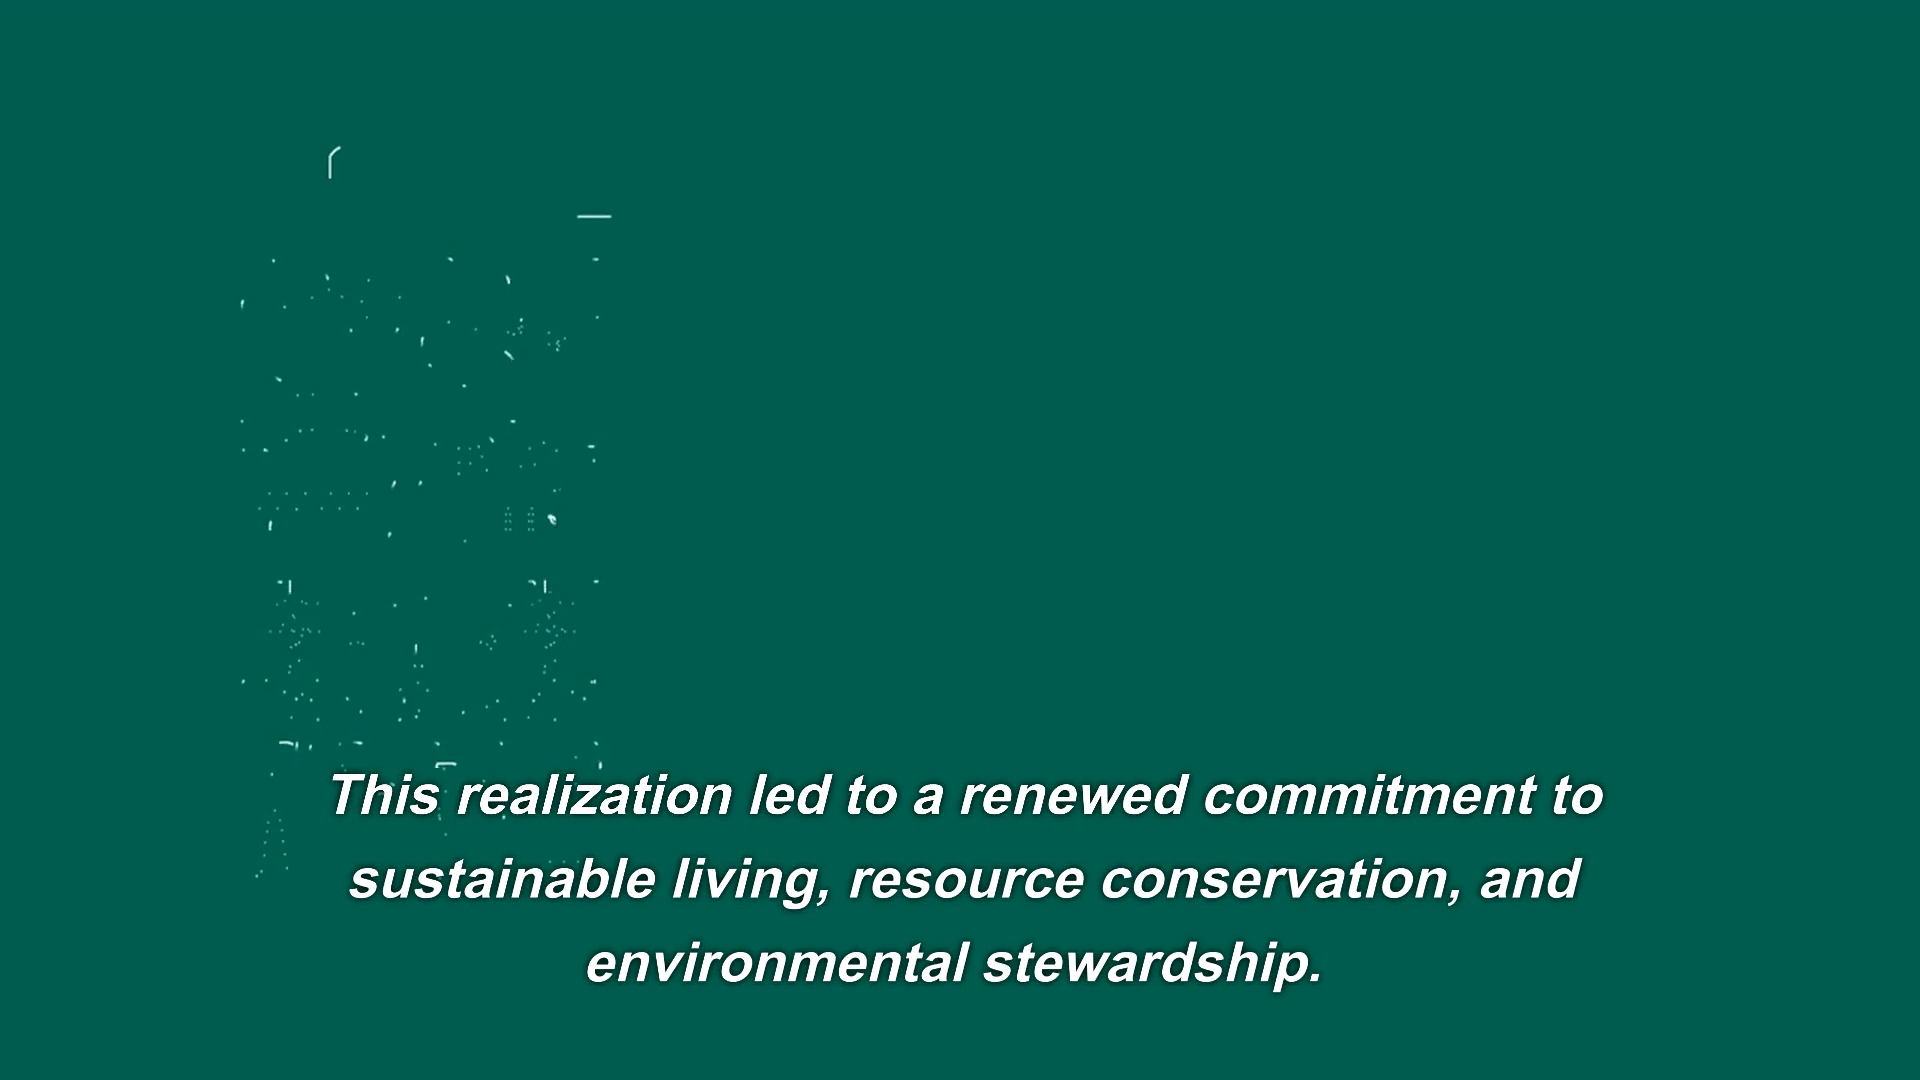 This realization led to a renewed commitment to
sustainable living, resource conservation, and
environmental stewardship.